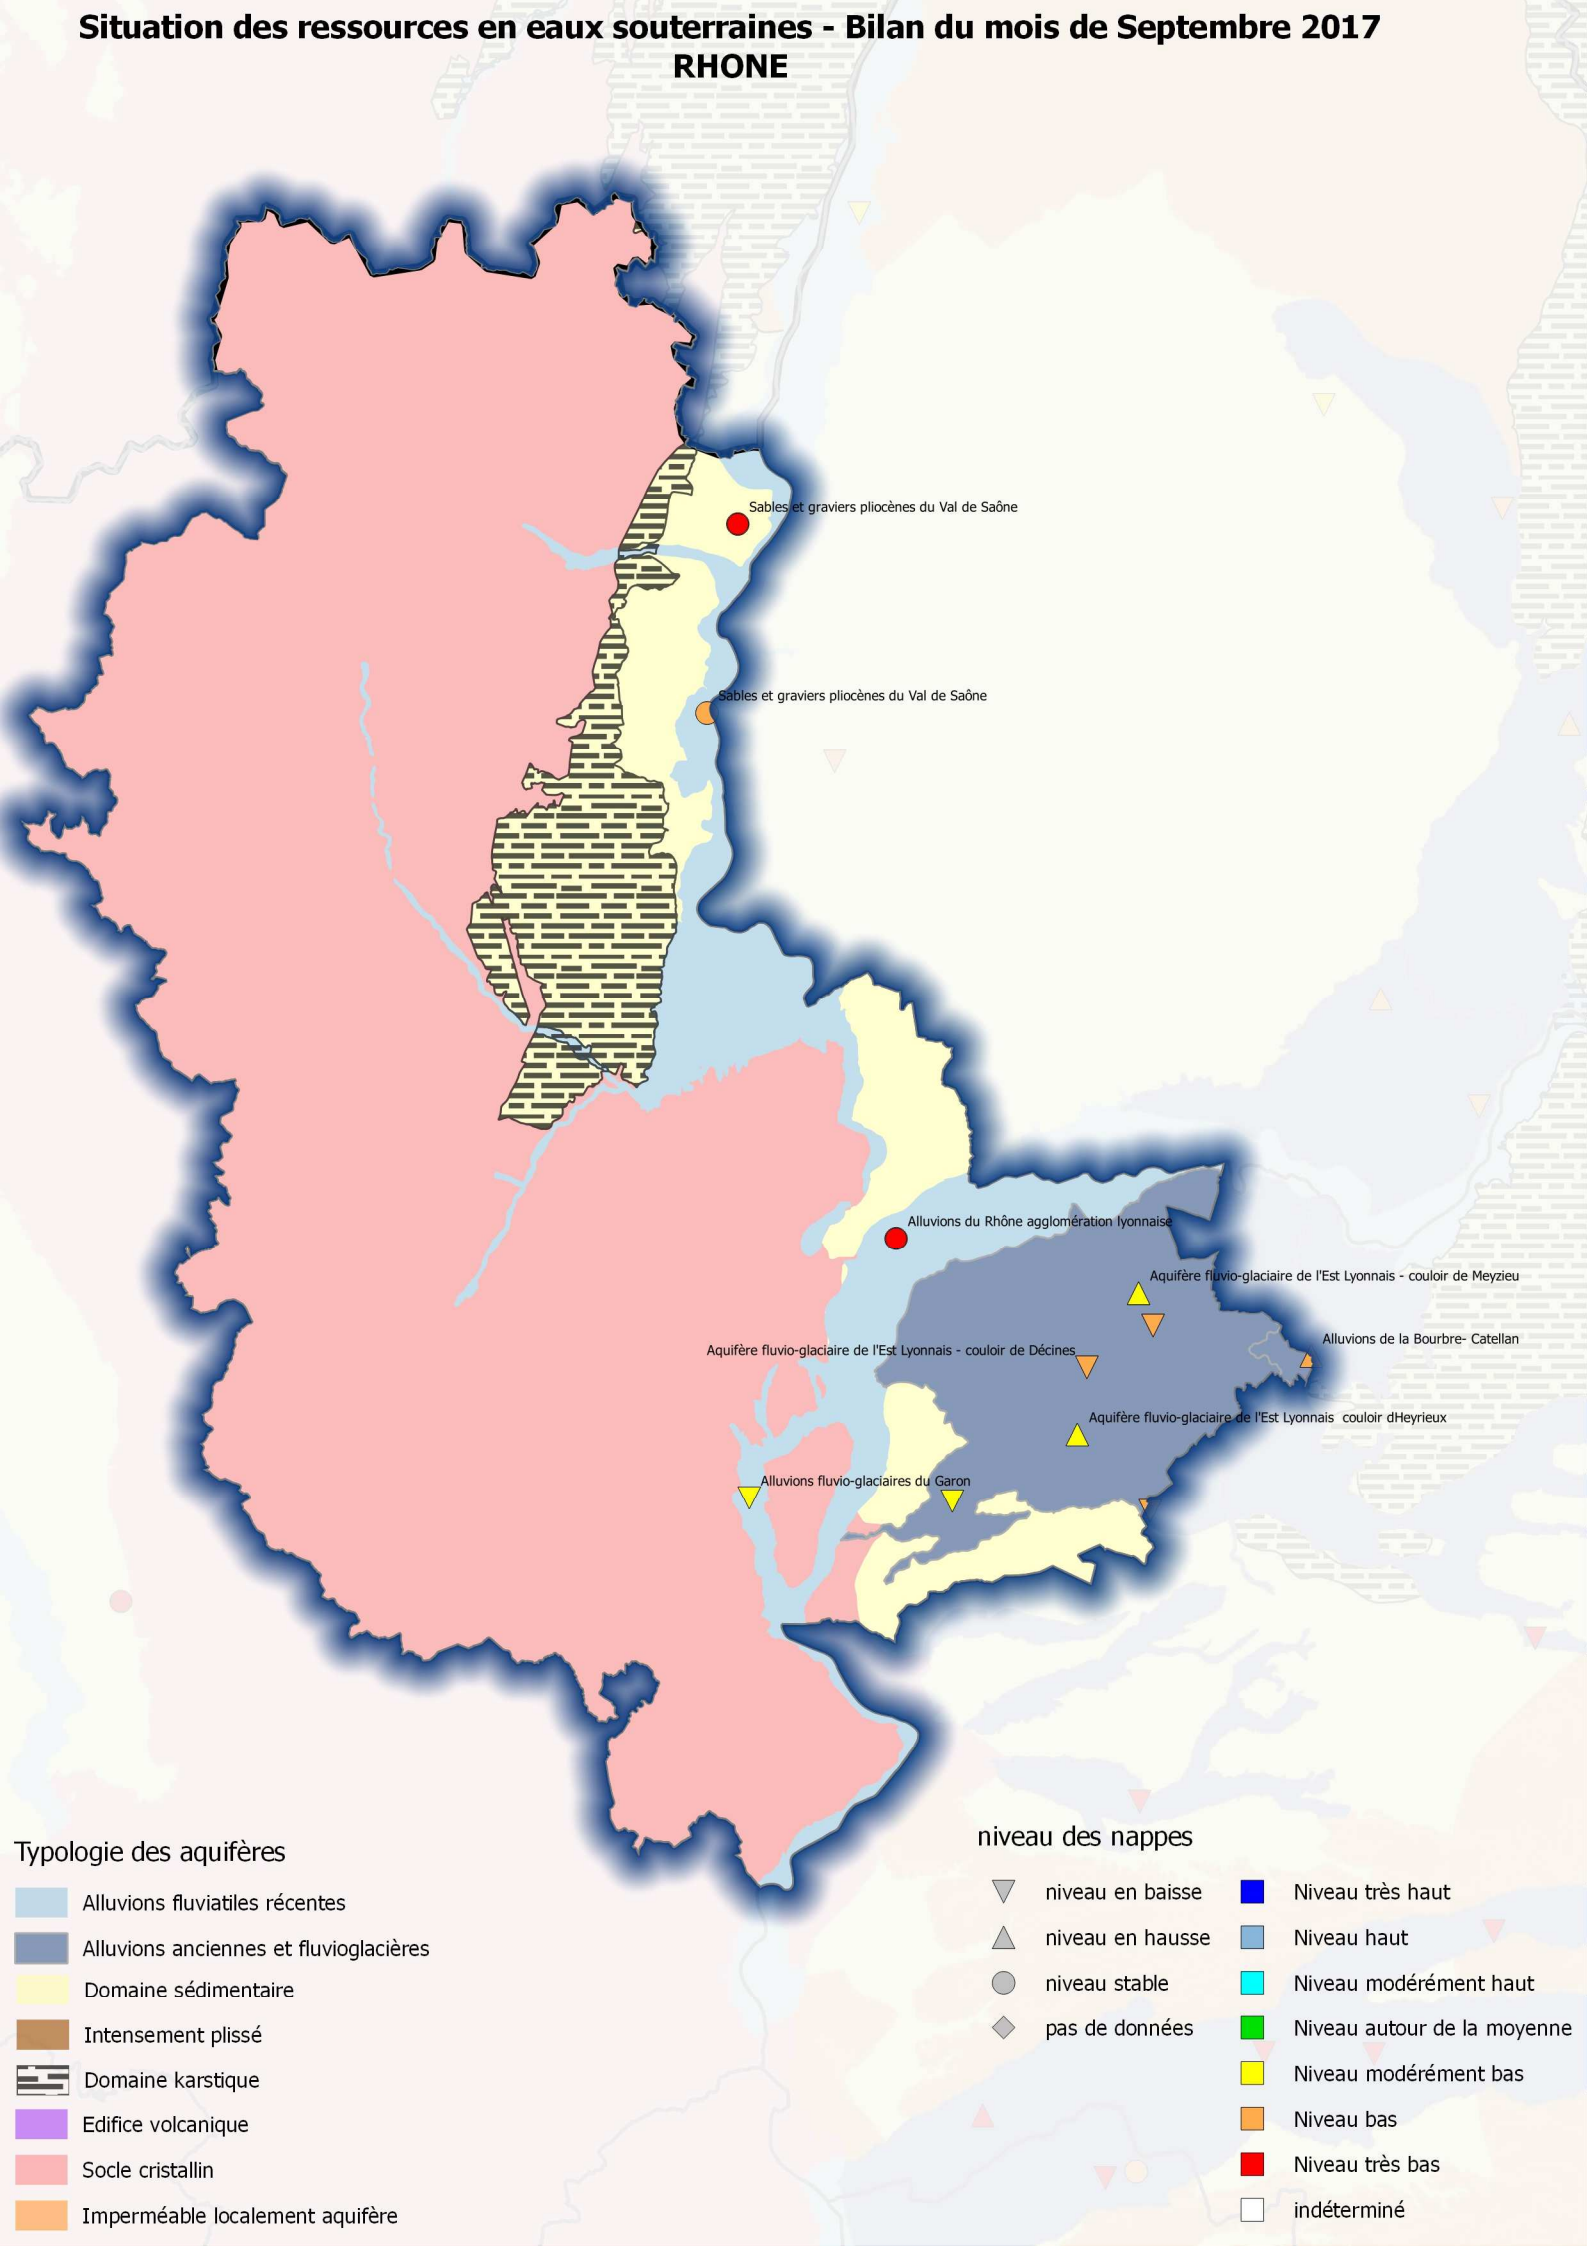 Situation des ressources en eaux souterraines - Bilan du mois de Septembre 2017
RHONE
Sables et graviers pliocènes du Val de Saône
Sables et graviers pliocènes du Val de Saône
Alluvions du Rhône agglomération lyonnaise
Aquifère fluvio-glaciaire de l'Est Lyonnais - couloir de Meyzieu
Alluvions de la Bourbre- Catellan
Aquifère fluvio-glaciaire de l'Est Lyonnais - couloir de Décines
Aquifère fluvio-glaciaire de l'Est Lyonnais couloir dHeyrieux
Alluvions fluvio-glaciaires du Garon
Typologie des aquifères
Alluvions fluviatiles récentes
Alluvions anciennes et fluvioglacières
Domaine sédimentaire
Intensement plissé
Domaine karstique
Edifice volcanique
Socle cristallin
Imperméable localement aquifère
niveau des nappes
niveau en baisse
niveau en hausse
niveau stable
pas de données
Niveau très haut
Niveau haut
Niveau modérément haut
Niveau autour de la moyenne
Niveau modérément bas
Niveau bas
Niveau très bas
indéterminé